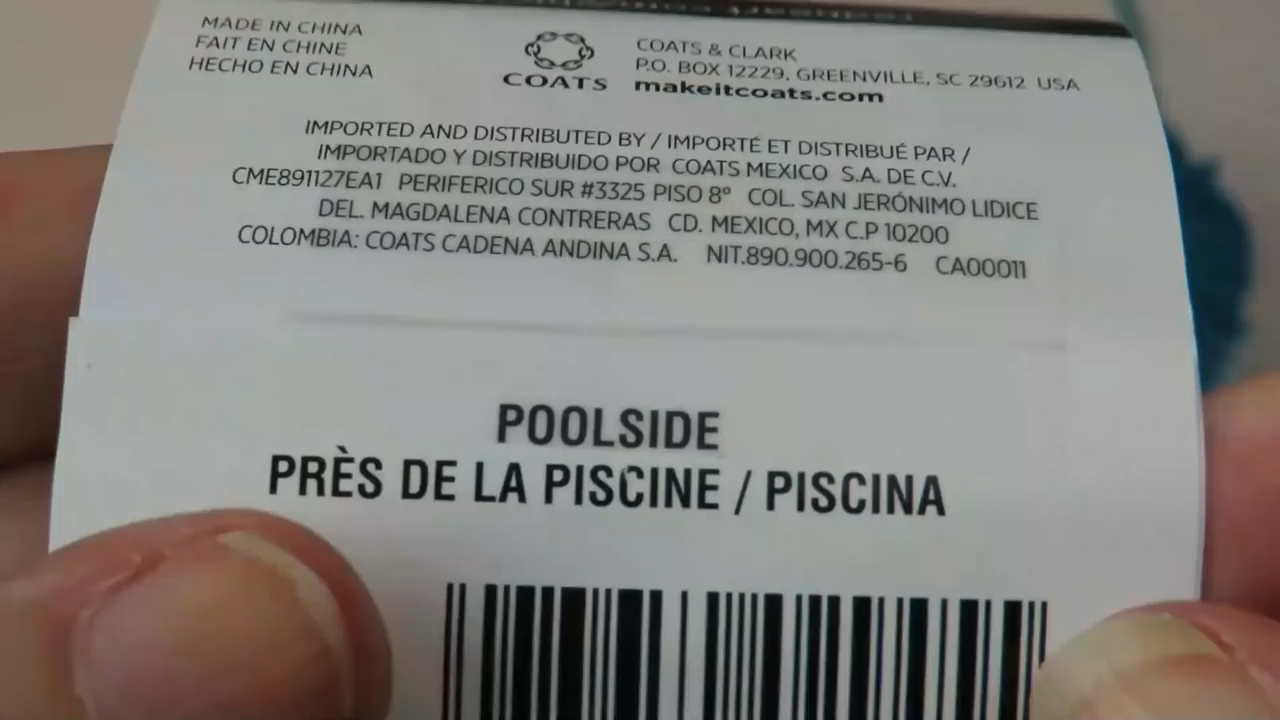 MADE IN CHINA
FAIT EN CHINE
HECHO EN CHINA
COATS
COATS & CLARK
P.O. BOX 12229, GREENVILLE, SC 29612 USA
makeitcoats.com
IMPORTED AND DISTRIBUTED BY / IMPORTÉ ET DISTRIBUÉ PAR /
IMPORTADO Y DISTRIBUIDO POR COATS MEXICO S.A. DE C.V.
CME891127EA1 PERIFERICO SUR #3325 PISO 8° COL. SAN JERÓNIMO LIDICE
DEL. MAGDALENA CONTRERAS CD. MEXICO, MX C.P 10200
COLOMBIA: COATS CADENA ANDINA S.A. NIT.890.900.265-6 CA00011
POOLSIDE
PRÈS DE LA PISCINE / PISCINA